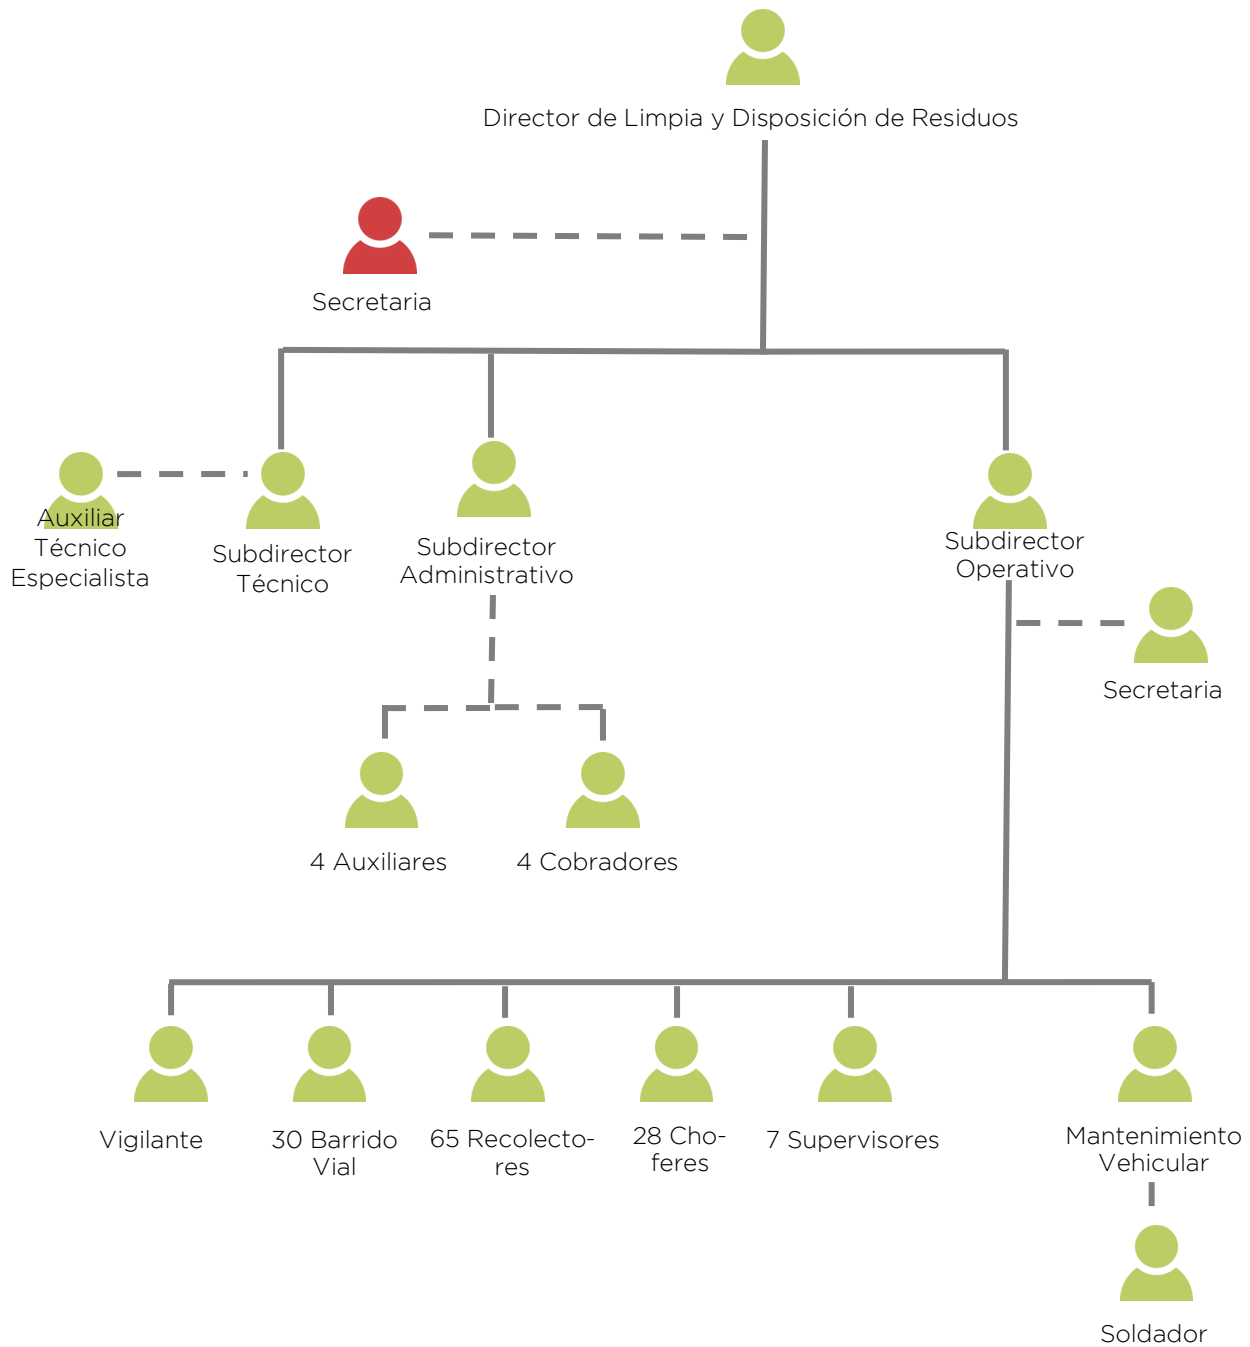 Director de Limpia y Disposición de Residuos
Secretaria
Auxiliar
Técnico
Especialista
Subdirector
Técnico
Subdirector
Administrativo
Subdirector
Operativo
Secretaria
4 Auxiliares
4 Cobradores
Vigilante
30 Barrido
Vial
65 Recolecto-
res
28 Cho-
feres
7 Supervisores
Mantenimiento
Vehicular
Soldador